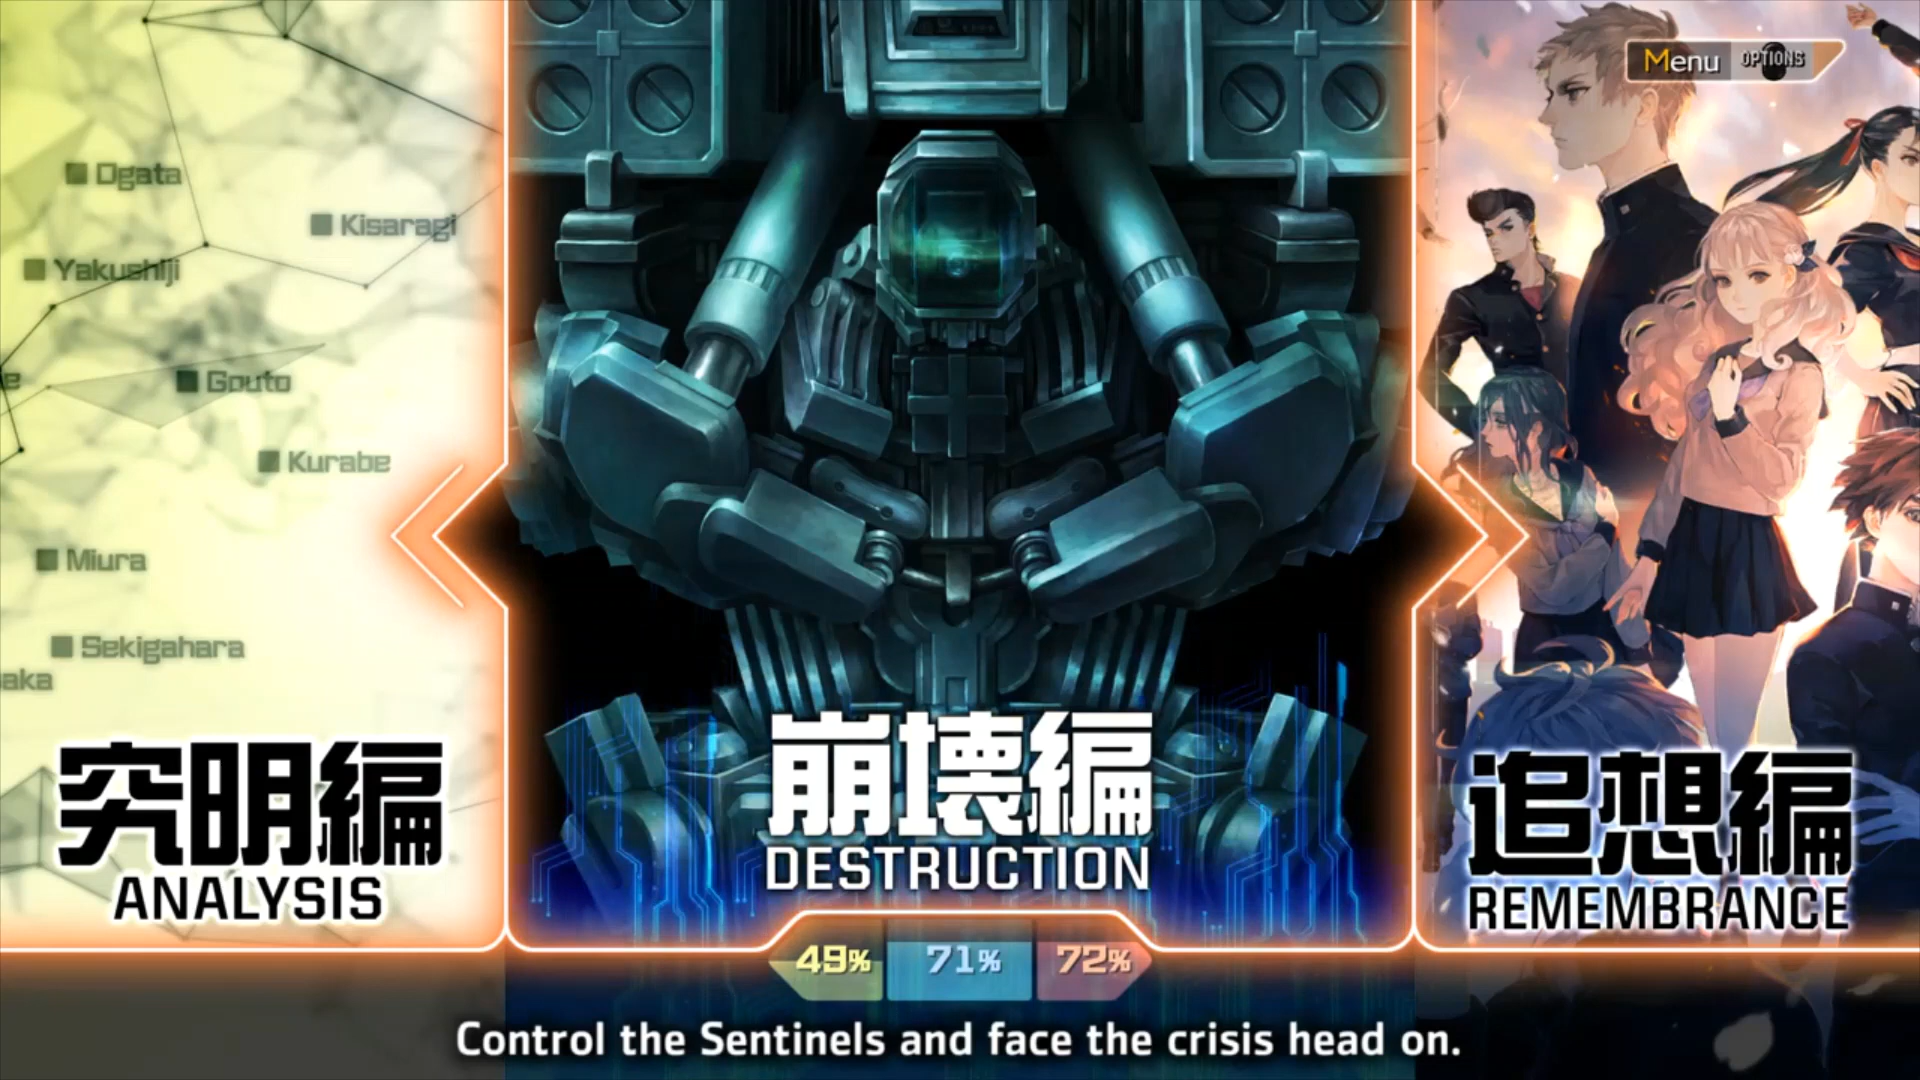 Menu OPTIONS
Ogata
Kisaragi
Yakushiji
e
Gouto
Kurabe
Miura
Sekigahara
aka
究明編
ANALYSIS
崩壊編
DESTRUCTION
追想編
REMEMBRANCE
49% 71% 72%
Control the Sentinels and face the crisis head on.